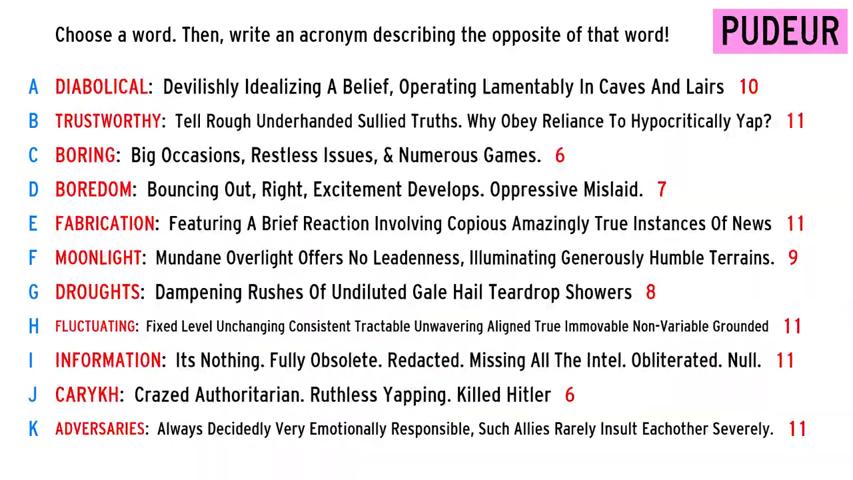 Choose a word. Then, write an acronym describing the opposite of that word!
PUDEUR
A DIABOLICAL: Devilishly Idealizing A Belief, Operating Lamentably In Caves And Lairs 10
B TRUSTWORTHY: Tell Rough Underhanded Sullied Truths. Why Obey Reliance To Hypocritically Yap? 11
C BORING: Big Occasions, Restless Issues, & Numerous Games. 6
D BOREDOM: Bouncing Out, Right, Excitement Develops. Oppressive Mislaid. 7
E FABRICATION: Featuring A Brief Reaction Involving Copious Amazingly True Instances Of News 11
F MOONLIGHT: Mundane Overlight Offers No Leadenness, Illuminating Generously Humble Terrains. 9
G DROUGHTS: Dampening Rushes Of Undiluted Gale Hail Teardrop Showers 8
H FLUCTUATING: Fixed Level Unchanging Consistent Tractable Unwavering Aligned True Immovable Non-Variable Grounded 11
I INFORMATION: Its Nothing. Fully Obsolete. Redacted. Missing All The Intel. Obliterated. Null. 11
J CARYKH: Crazed Authoritarian. Ruthless Yapping. Killed Hitler 6
K ADVERSARIES: Always Decidedly Very Emotionally Responsible, Such Allies Rarely Insult Eachother Severely. 11